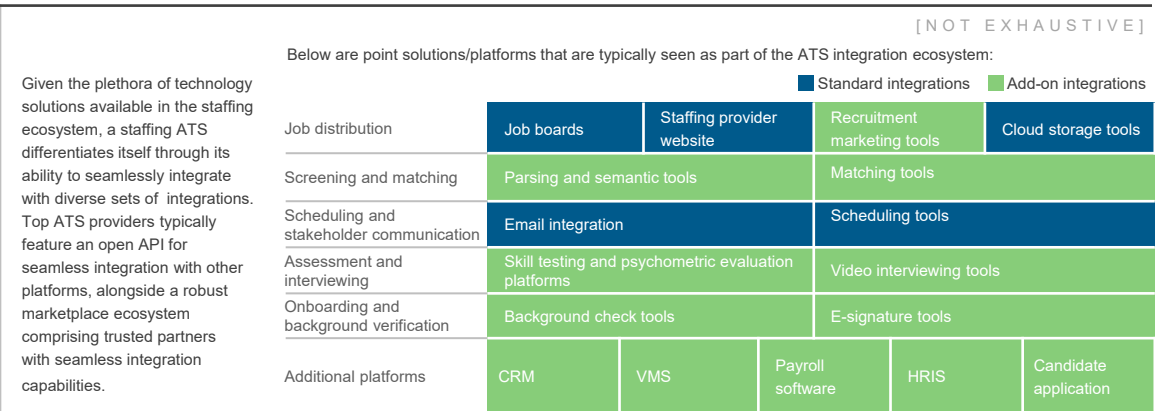 [NOT EXHAUSTIVE]
Below are point solutions/platforms that are typically seen as part of the ATS integration ecosystem:
Given the plethora of technology
solutions available in the staffing
ecosystem, a staffing ATS
differentiates itself through its
ability to seamlessly integrate
with diverse sets of integrations.
Top ATS providers typically
feature an open API for
seamless integration with other
platforms, alongside a robust
marketplace ecosystem
comprising trusted partners
with seamless integration
capabilities.
Standard integrations
Add-on integrations
Job distribution
Job boards
Staffing provider
website
Recruitment
marketing tools
Cloud storage tools
Screening and matching
Parsing and semantic tools
Matching tools
Scheduling and
stakeholder communication
Email integration
Scheduling tools
Assessment and
interviewing
Skill testing and psychometric evaluation
platforms
Video interviewing tools
Onboarding and
background verification
Background check tools
E-signature tools
Additional platforms
CRM
VMS
Payroll
software
HRIS
Candidate
application